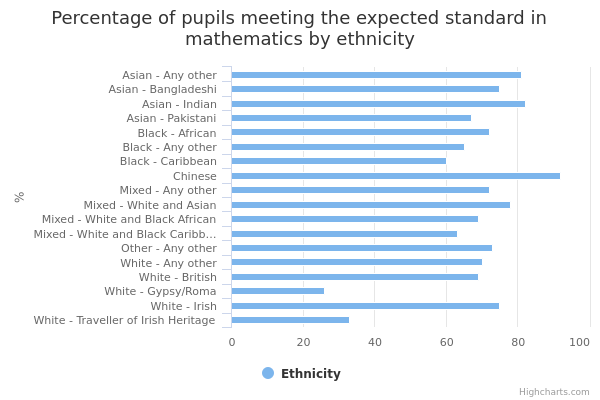 Percentage of pupils meeting the expected standard in
mathematics by ethnicity
%
Asian - Any other
Asian - Bangladeshi
Asian - Indian
Asian - Pakistani
Black - African
Black - Any other
Black - Caribbean
Chinese
Mixed - Any other
Mixed - White and Asian
Mixed - White and Black African
Mixed - White and Black Caribb…
Other - Any other
White - Any other
White - British
White - Gypsy/Roma
White - Irish
White - Traveller of Irish Heritage
0 20 40 60 80 100
Ethnicity
Highcharts.com